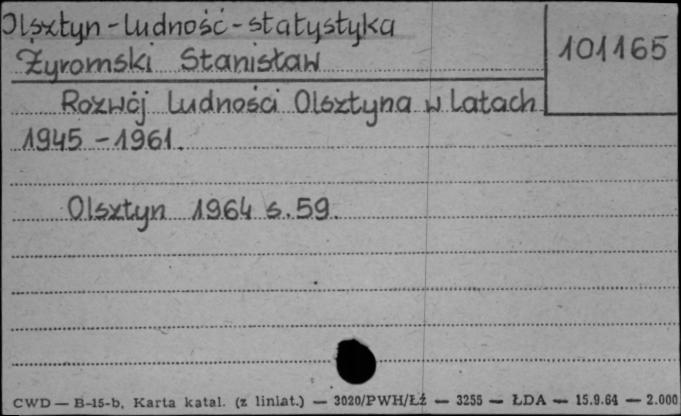 Olsztyn-ludność-statystyka
101165
Żyromski Stanisław
Rozwój ludności Olsztyna w latach
1945-1961.
Olsztyn 1964 s.59.
CWD — B-15-b, Karta katal. (z liniat.) — 3020/PWH/Łż — 3255 — ŁDA — 15.9.64 — 2.000